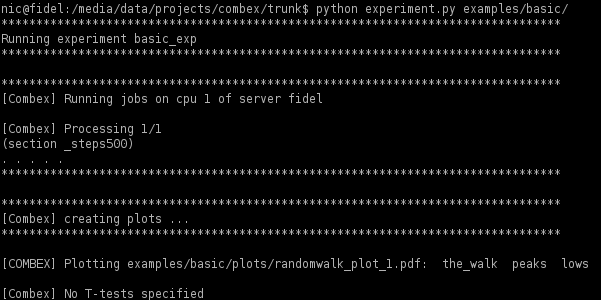 nic@fidel:/media/data/projects/combex/trunk$ python experiment.py examples/basic/
********************************************************************************
Running experiment basic_exp
********************************************************************************
********************************************************************************
[Combex] Running jobs on cpu 1 of server fidel
[Combex] Processing 1/1
(section _steps500)
. . . . .
********************************************************************************
********************************************************************************
[Combex] creating plots ...
********************************************************************************
[COMBEX] Plotting examples/basic/plots/randomwalk_plot_1.pdf:  the_walk  peaks  lows
[Combex] No T-tests specified